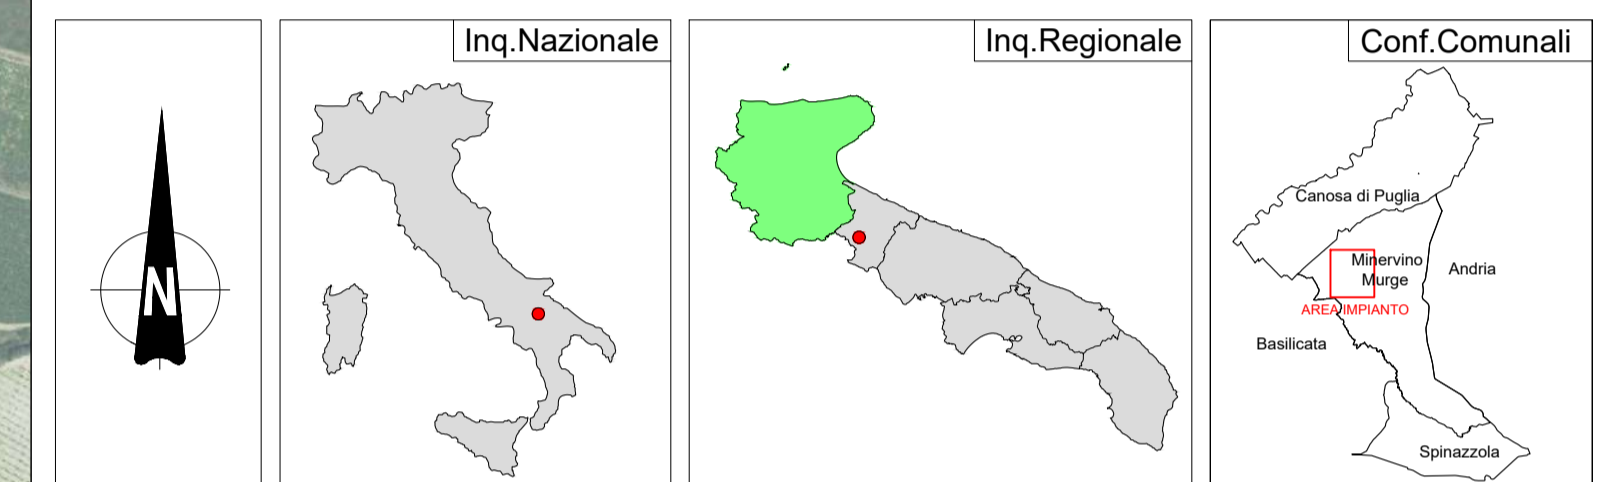 N
Inq.Nazionale
Inq.Regionale
Conf.Comunali
Canosa di Puglia
Minervino
Murge
Andria
AREA IMPIANTO
Basilicata
Spinazzola